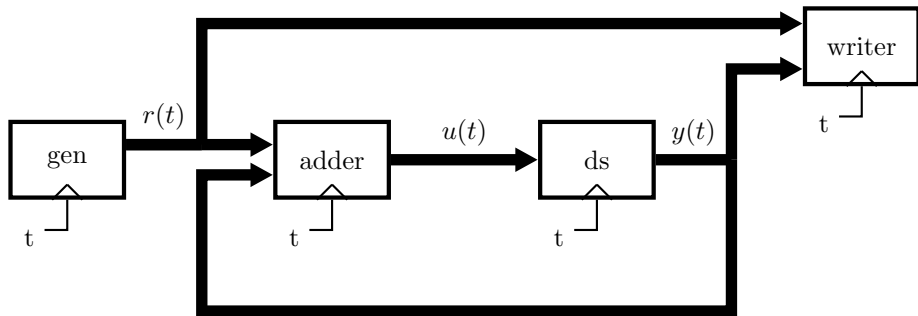 writer
t
r(t)
u(t)
y(t)
gen
adder
ds
t
t
t